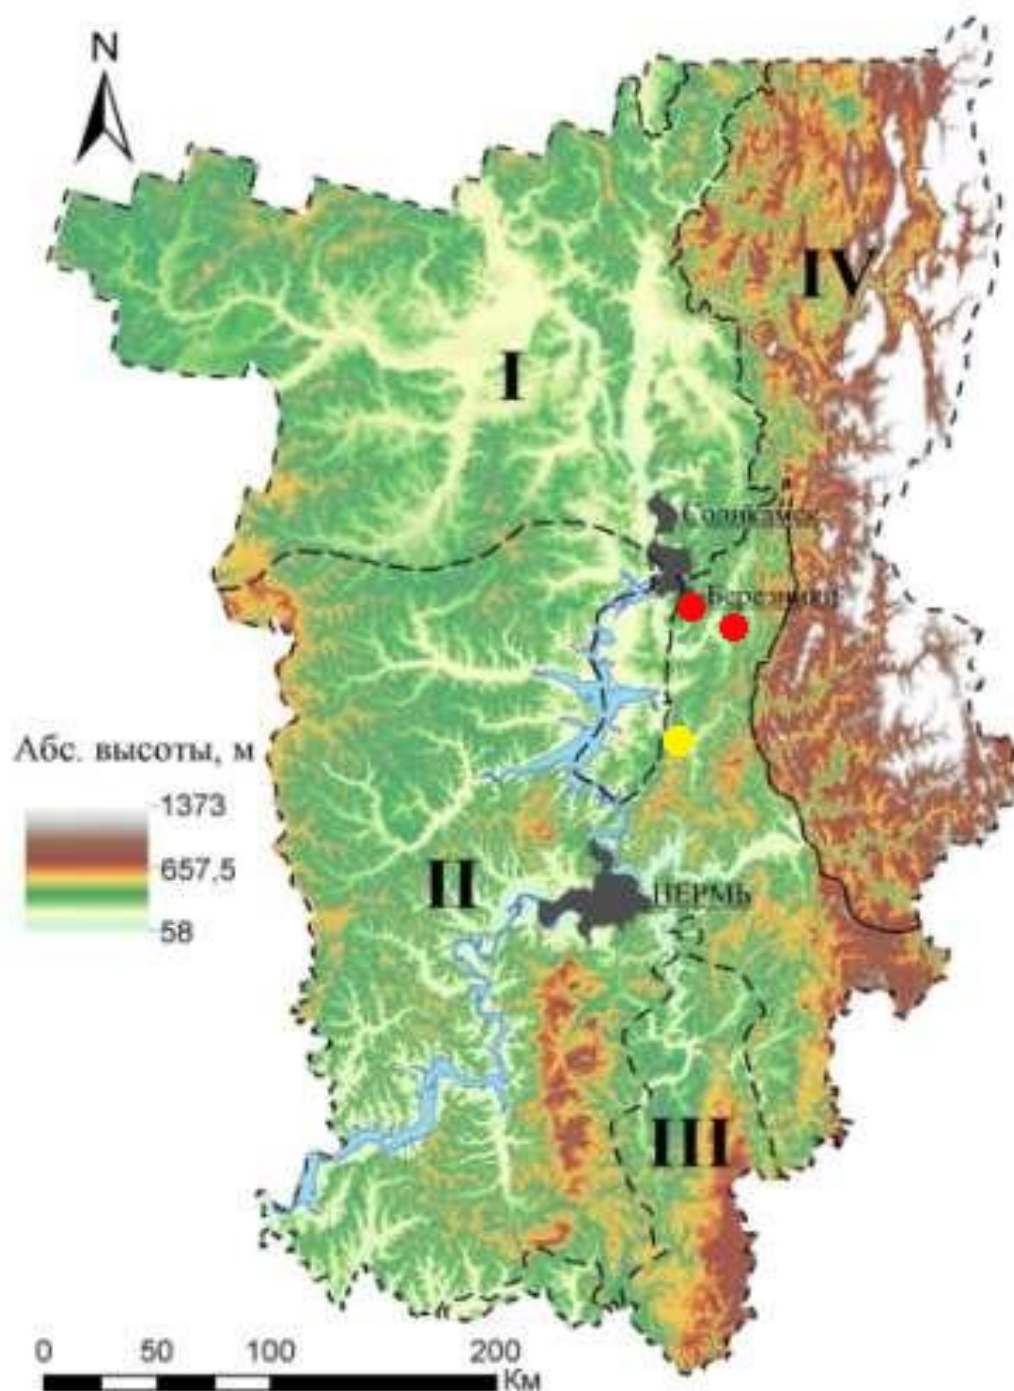 N
IV
I
Соликамск
Березники
Абс. высоты, м
1373
657,5
58
II
ПЕРМЬ
III
0 50 100 200
Км